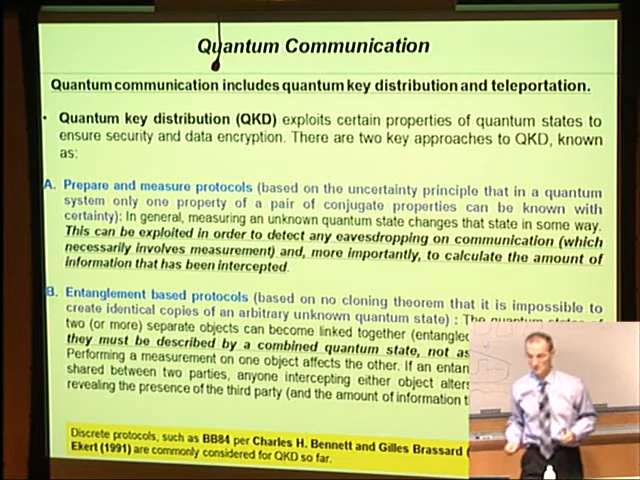 Quantum Communication
Quantum communication includes quantum key distribution and teleportation.
• Quantum key distribution (QKD) exploits certain properties of quantum states to
ensure security and data encryption. There are two key approaches to QKD, known
as:
A. Prepare and measure protocols (based on the uncertainty principle that in a quantum
system only one property of a pair of conjugate properties can be known with
certainty): In general, measuring an unknown quantum state changes that state in some way.
This can be exploited in order to detect any eavesdropping on communication (which
necessarily involves measurement) and, more importantly, to calculate the amount of
information that has been intercepted.
B. Entanglement based protocols (based on no cloning theorem that it is impossible to
create identical copies of an arbitrary unknown quantum state) : The quantum states of
two (or more) separate objects can become linked together (entangled
they must be described by a combined quantum state, not as
Performing a measurement on one object affects the other. If an entan
shared between two parties, anyone intercepting either object alters
revealing the presence of the third party (and the amount of information t
Discrete protocols, such as BB84 per Charles H. Bennett and Gilles Brassard (
Ekert (1991) are commonly considered for QKD so far.